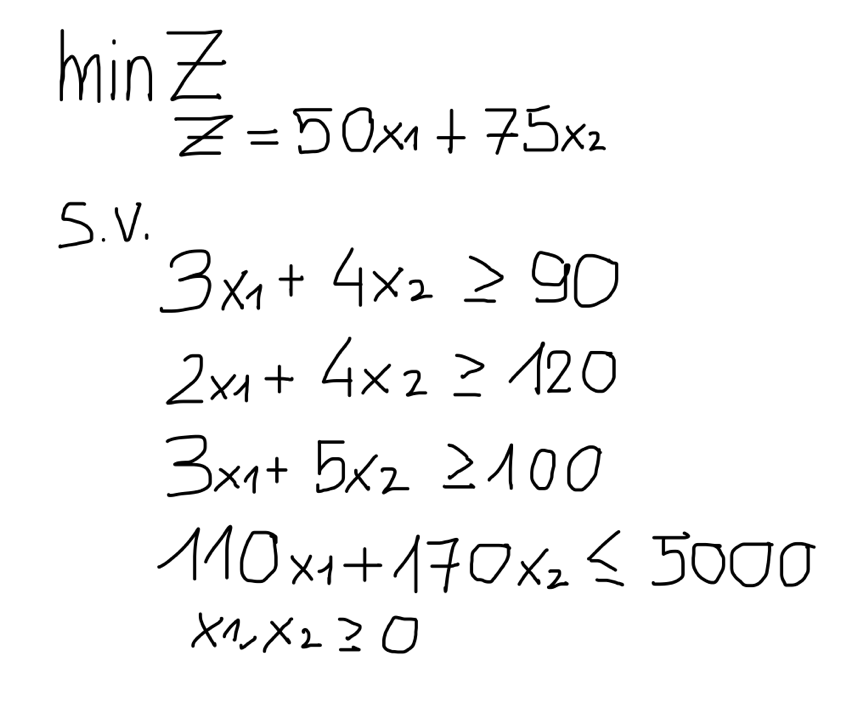 min Z
Z = 50x1 + 75x2
S.V.
3x1 + 4x2 ≥ 90
2x1 + 4x2 ≥ 120
3x1 + 5x2 ≥ 100
110x1 + 170x2 ≤ 5000
x1, x2 ≥ 0